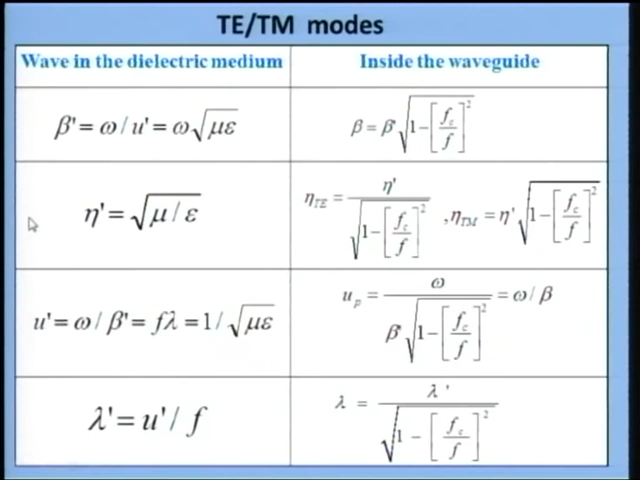 TE/TM modes
Wave in the dielectric medium
Inside the waveguide
β'= ω/u'= ω√με
β = β'√1−[f_c/f]^2
η'= √μ/ε
η_TE = η'/√1−[f_c/f]^2 ,η_TM = η'√1−[f_c/f]^2
u'= ω/β'= fλ =1/√με
u_p = ω/β'√1−[f_c/f]^2 = ω/β
λ'= u'/f
λ = λ'/√1−[f_c/f]^2